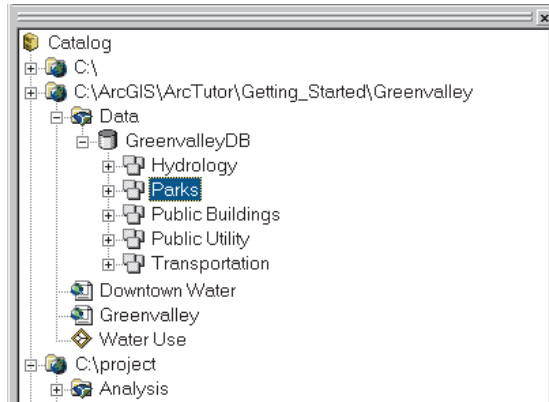 Catalog
C:\
C:\ArcGIS\ArcTutor\Getting_Started\Greenvalley
Data
GreenvalleyDB
Hydrology
Parks
Public Buildings
Public Utility
Transportation
Downtown Water
Greenvalley
Water Use
C:\project
Analysis